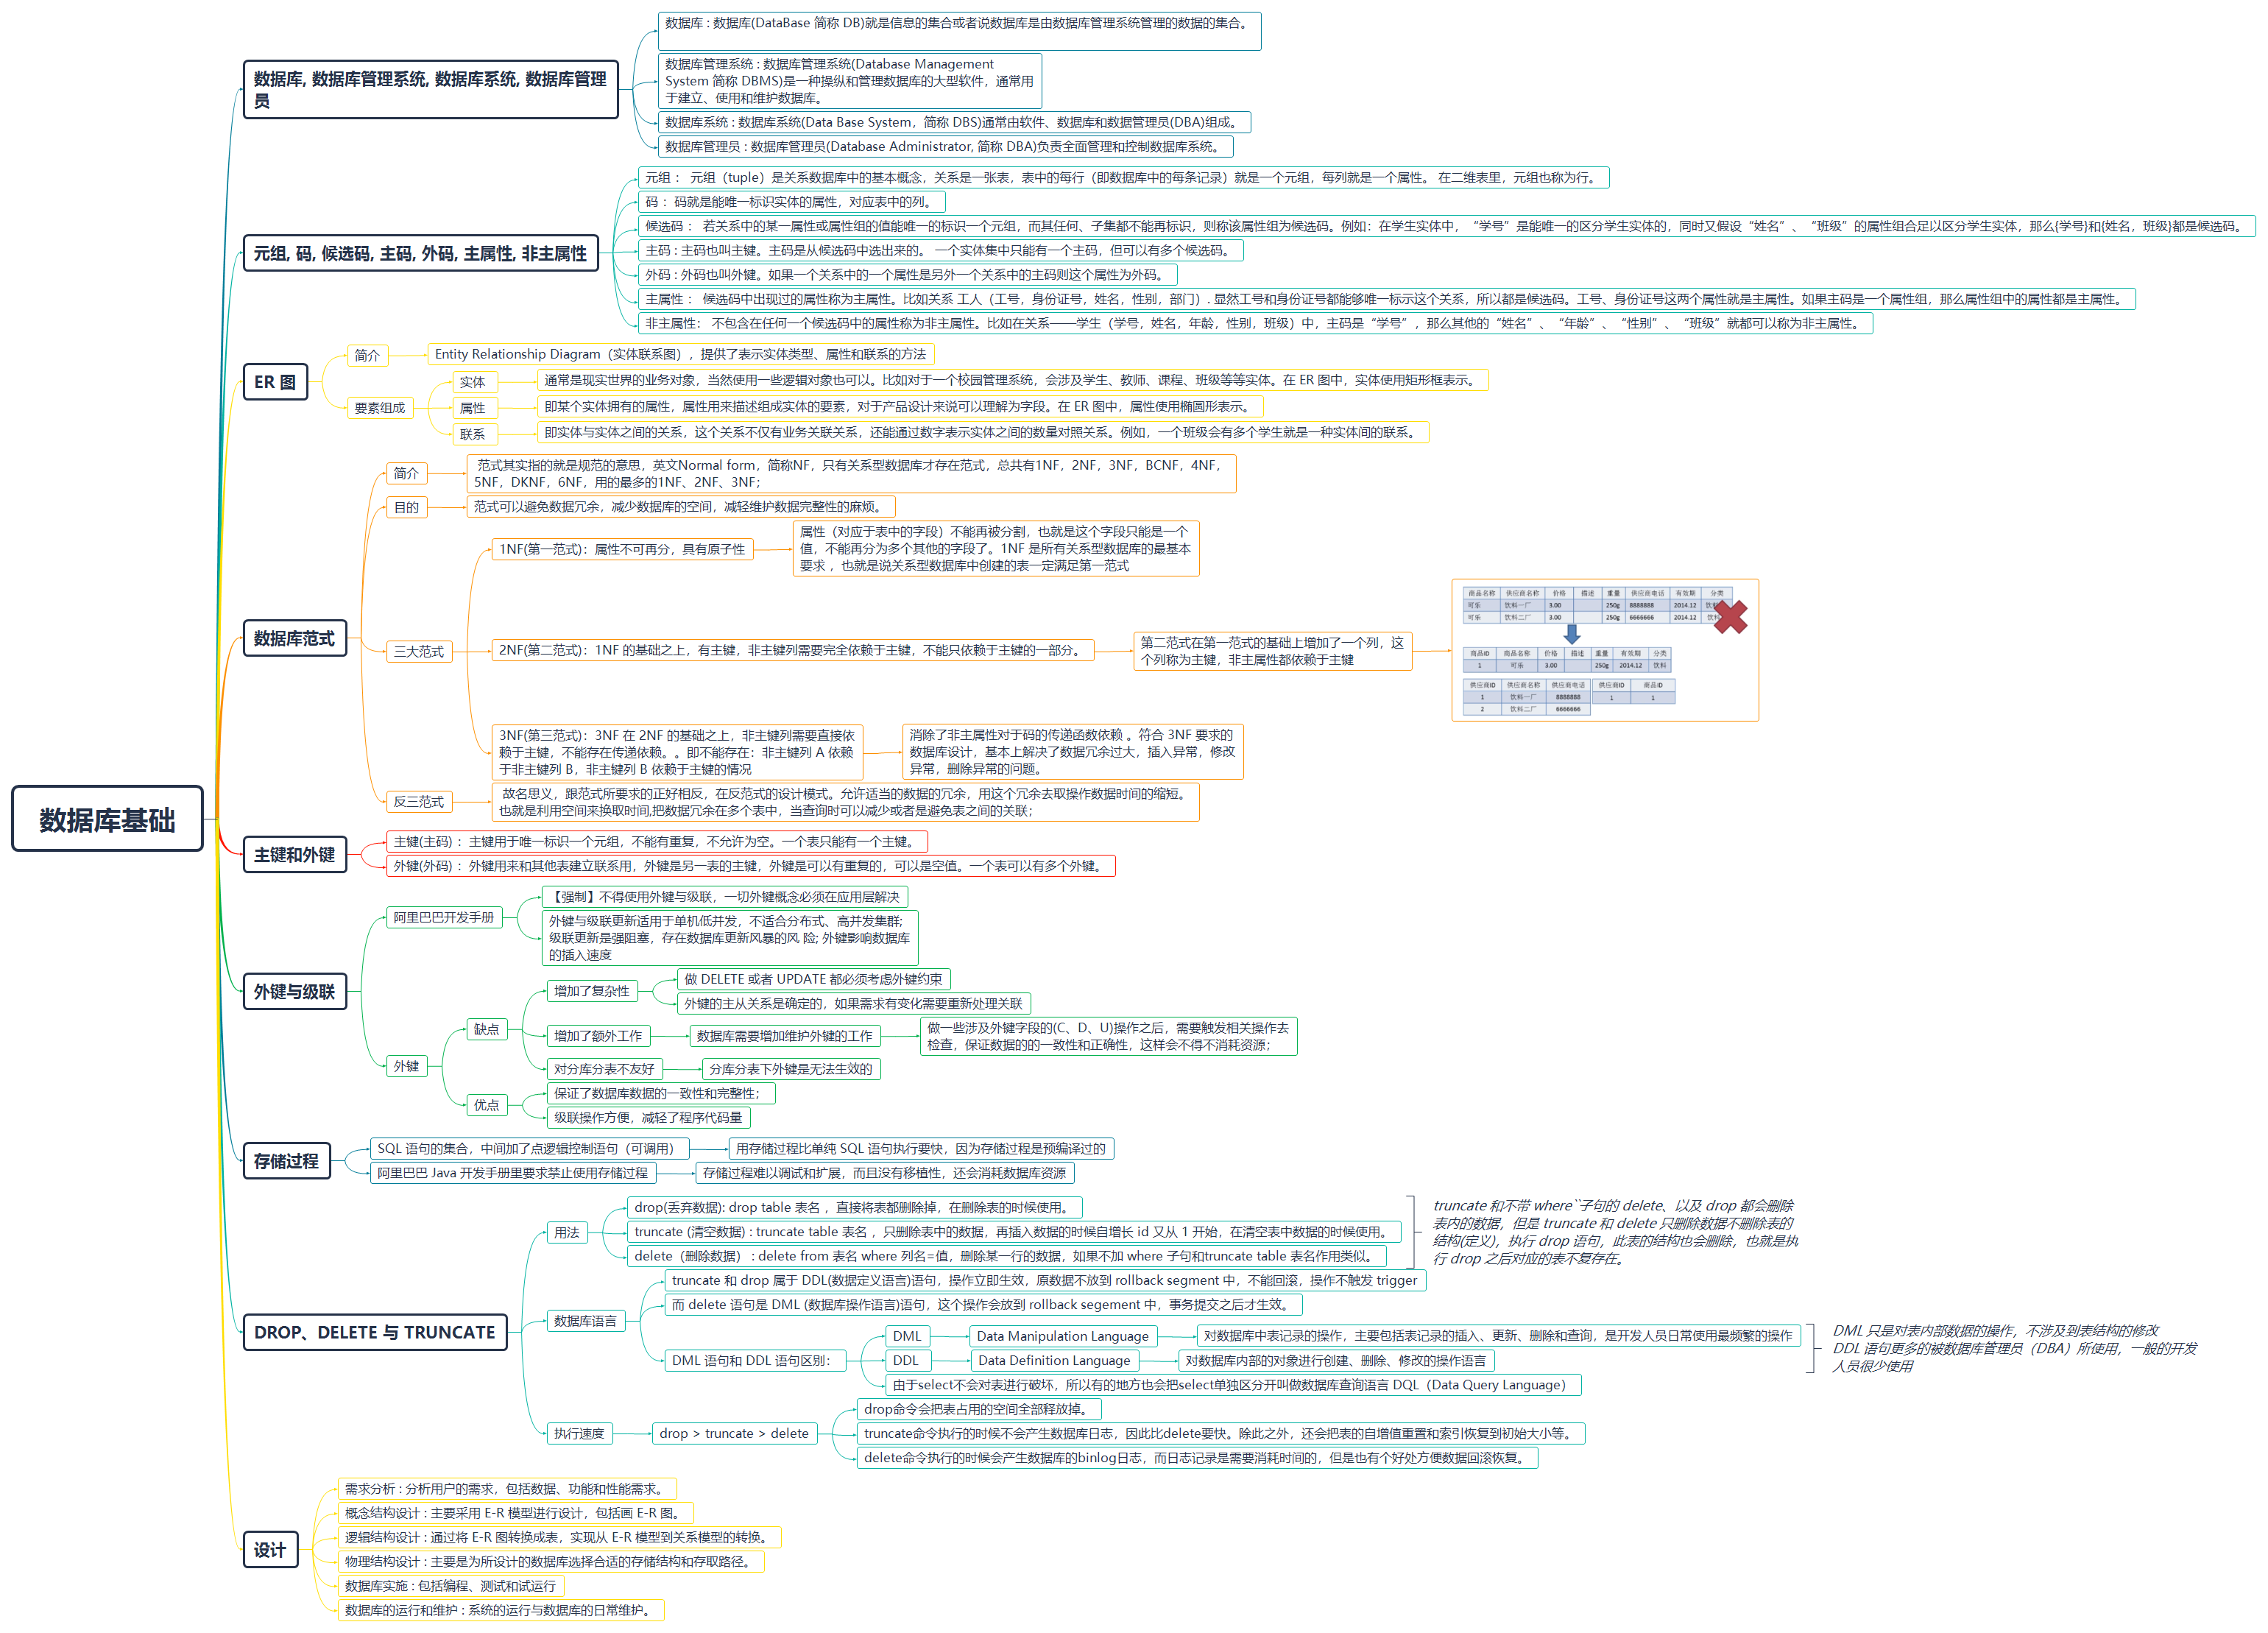 数据库基础
数据库, 数据库管理系统, 数据库系统, 数据库管理
员
数据库 : 数据库(DataBase 简称 DB)就是信息的集合或者说数据库是由数据库管理系统管理的数据的集合。
数据库管理系统 : 数据库管理系统(Database Management
System 简称 DBMS)是一种操纵和管理数据库的大型软件，通常用
于建立、使用和维护数据库。
数据库系统 : 数据库系统(Data Base System，简称 DBS)通常由软件、数据库和数据管理员(DBA)组成。
数据库管理员 : 数据库管理员(Database Administrator, 简称 DBA)负责全面管理和控制数据库系统。
元组, 码, 候选码, 主码, 外码, 主属性, 非主属性
元组 ： 元组（tuple）是关系数据库中的基本概念，关系是一张表，表中的每行（即数据库中的每条记录）就是一个元组，每列就是一个属性。 在二维表里，元组也称为行。
码 ：码就是能唯一标识实体的属性，对应表中的列。
候选码 ： 若关系中的某一属性或属性组的值能唯一的标识一个元组，而其任何、子集都不能再标识，则称该属性组为候选码。例如：在学生实体中，“学号”是能唯一的区分学生实体的，同时又假设“姓名”、“班级”的属性组合足以区分学生实体，那么{学号}和{姓名，班级}都是候选码。
主码 : 主码也叫主键。主码是从候选码中选出来的。 一个实体集中只能有一个主码，但可以有多个候选码。
外码 : 外码也叫外键。如果一个关系中的一个属性是另外一个关系中的主码则这个属性为外码。
主属性 ： 候选码中出现过的属性称为主属性。比如关系 工人（工号，身份证号，姓名，性别，部门）. 显然工号和身份证号都能够唯一标示这个关系，所以都是候选码。工号、身份证号这两个属性就是主属性。如果主码是一个属性组，那么属性组中的属性都是主属性。
非主属性： 不包含在任何一个候选码中的属性称为非主属性。比如在关系——学生（学号，姓名，年龄，性别，班级）中，主码是“学号”，那么其他的“姓名”、“年龄”、“性别”、“班级”就都可以称为非主属性。
ER 图
简介
Entity Relationship Diagram（实体联系图），提供了表示实体类型、属性和联系的方法
要素组成
实体
通常是现实世界的业务对象，当然使用一些逻辑对象也可以。比如对于一个校园管理系统，会涉及学生、教师、课程、班级等等实体。在 ER 图中，实体使用矩形框表示。
属性
即某个实体拥有的属性，属性用来描述组成实体的要素，对于产品设计来说可以理解为字段。在 ER 图中，属性使用椭圆形表示。
联系
即实体与实体之间的关系，这个关系不仅有业务关联关系，还能通过数字表示实体之间的数量对照关系。例如，一个班级会有多个学生就是一种实体间的联系。
数据库范式
简介
范式其实指的就是规范的意思，英文Normal form，简称NF，只有关系型数据库才存在范式，总共有1NF，2NF，3NF，BCNF，4NF，
5NF，DKNF，6NF，用的最多的1NF、2NF、3NF；
目的
范式可以避免数据冗余，减少数据库的空间，减轻维护数据完整性的麻烦。
三大范式
1NF(第一范式)：属性不可再分，具有原子性
属性（对应于表中的字段）不能再被分割，也就是这个字段只能是一个
值，不能再分为多个其他的字段了。1NF 是所有关系型数据库的最基本
要求 ，也就是说关系型数据库中创建的表一定满足第一范式
2NF(第二范式)：1NF 的基础之上，有主键，非主键列需要完全依赖于主键，不能只依赖于主键的一部分。
第二范式在第一范式的基础上增加了一个列，这
个列称为主键，非主属性都依赖于主键
商品名称 供应商名称 价格 描述 重量 供应商电话 有效期 分类
可乐 饮料一厂 3.00 250g 8888888 2014.12 饮料
可乐 饮料二厂 3.00 250g 6666666 2014.12 饮料
商品ID 商品名称 价格 描述 重量 有效期 分类
1 可乐 3.00 250g 2014.12 饮料
供应商ID 供应商名称 供应商电话 供应商ID 商品ID
1 饮料一厂 8888888 1 1
2 饮料二厂 6666666
3NF(第三范式)：3NF 在 2NF 的基础之上，非主键列需要直接依
赖于主键，不能存在传递依赖。。即不能存在：非主键列 A 依赖
于非主键列 B，非主键列 B 依赖于主键的情况
消除了非主属性对于码的传递函数依赖 。符合 3NF 要求的
数据库设计，基本上解决了数据冗余过大，插入异常，修改
异常，删除异常的问题。
反三范式
故名思义，跟范式所要求的正好相反，在反范式的设计模式。允许适当的数据的冗余，用这个冗余去取操作数据时间的缩短。
也就是利用空间来换取时间,把数据冗余在多个表中，当查询时可以减少或者是避免表之间的关联；
主键和外键
主键(主码) ：主键用于唯一标识一个元组，不能有重复，不允许为空。一个表只能有一个主键。
外键(外码) ：外键用来和其他表建立联系用，外键是另一表的主键，外键是可以有重复的，可以是空值。一个表可以有多个外键。
外键与级联
阿里巴巴开发手册
【强制】不得使用外键与级联，一切外键概念必须在应用层解决
外键与级联更新适用于单机低并发，不适合分布式、高并发集群;
级联更新是强阻塞，存在数据库更新风暴的风 险; 外键影响数据库
的插入速度
外键
缺点
增加了复杂性
做 DELETE 或者 UPDATE 都必须考虑外键约束
外键的主从关系是确定的，如果需求有变化需要重新处理关联
增加了额外工作
数据库需要增加维护外键的工作
做一些涉及外键字段的(C、D、U)操作之后，需要触发相关操作去
检查，保证数据的的一致性和正确性，这样会不得不消耗资源；
对分库分表不友好
分库分表下外键是无法生效的
优点
保证了数据库数据的一致性和完整性；
级联操作方便，减轻了程序代码量
存储过程
SQL 语句的集合，中间加了点逻辑控制语句（可调用）
用存储过程比单纯 SQL 语句执行要快，因为存储过程是预编译过的
阿里巴巴 Java 开发手册里要求禁止使用存储过程
存储过程难以调试和扩展，而且没有移植性，还会消耗数据库资源
DROP、DELETE 与 TRUNCATE
用法
drop(丢弃数据): drop table 表名 ，直接将表都删除掉，在删除表的时候使用。
truncate (清空数据) : truncate table 表名 ，只删除表中的数据，再插入数据的时候自增长 id 又从 1 开始，在清空表中数据的时候使用。
delete（删除数据） : delete from 表名 where 列名=值，删除某一行的数据，如果不加 where 子句和truncate table 表名作用类似。
truncate 和不带 where``子句的 delete、以及 drop 都会删除
表内的数据，但是 truncate 和 delete 只删除数据不删除表的
结构(定义)，执行 drop 语句，此表的结构也会删除，也就是执
行 drop 之后对应的表不复存在。
数据库语言
truncate 和 drop 属于 DDL(数据定义语言)语句，操作立即生效，原数据不放到 rollback segment 中，不能回滚，操作不触发 trigger
而 delete 语句是 DML (数据库操作语言)语句，这个操作会放到 rollback segement 中，事务提交之后才生效。
DML 语句和 DDL 语句区别：
DML
Data Manipulation Language
对数据库中表记录的操作，主要包括表记录的插入、更新、删除和查询，是开发人员日常使用最频繁的操作
DDL
Data Definition Language
对数据库内部的对象进行创建、删除、修改的操作语言
由于select不会对表进行破坏，所以有的地方也会把select单独区分开叫做数据库查询语言 DQL（Data Query Language）
DML 只是对表内部数据的操作，不涉及到表结构的修改
DDL 语句更多的被数据库管理员（DBA）所使用，一般的开发
人员很少使用
执行速度
drop > truncate > delete
drop命令会把表占用的空间全部释放掉。
truncate命令执行的时候不会产生数据库日志，因此比delete要快。除此之外，还会把表的自增值重置和索引恢复到初始大小等。
delete命令执行的时候会产生数据库的binlog日志，而日志记录是需要消耗时间的，但是也有个好处方便数据回滚恢复。
设计
需求分析 : 分析用户的需求，包括数据、功能和性能需求。
概念结构设计 : 主要采用 E-R 模型进行设计，包括画 E-R 图。
逻辑结构设计 : 通过将 E-R 图转换成表，实现从 E-R 模型到关系模型的转换。
物理结构设计 : 主要是为所设计的数据库选择合适的存储结构和存取路径。
数据库实施 : 包括编程、测试和试运行
数据库的运行和维护 : 系统的运行与数据库的日常维护。